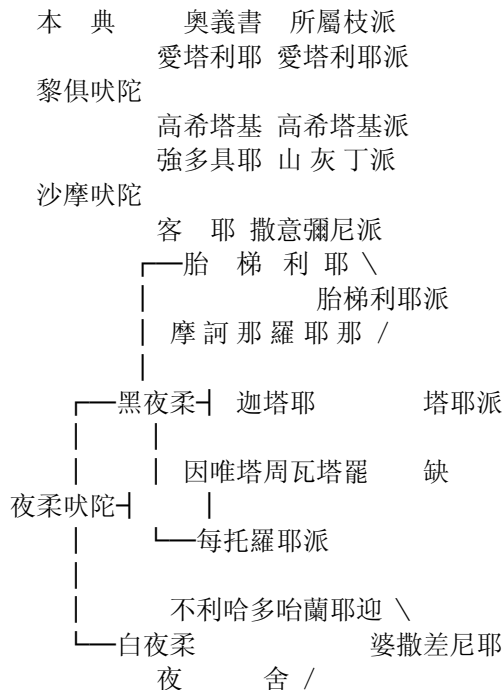 本　典　　　奧義書　所屬枝派
愛塔利耶 愛塔利耶派
黎俱吠陀
高希塔基 高希塔基派
強多具耶 山 灰 丁派
沙摩吠陀
客　耶 撒意彌尼派
┌─胎　梯　利　耶 \
│　　　　　　胎梯利耶派
│ 摩 訶 那 羅 耶 那 /
│
┌─黑夜柔┤ 迦塔耶　　　　塔耶派
│　　│
│　　│ 因唯塔周瓦塔罷　　缺
夜柔吠陀┤　　│
│　　└─每托羅耶派
│
│　　　不利哈多咍蘭耶迎 \
└─白夜柔　　　　　　婆撒差尼耶
夜　　　舍 /